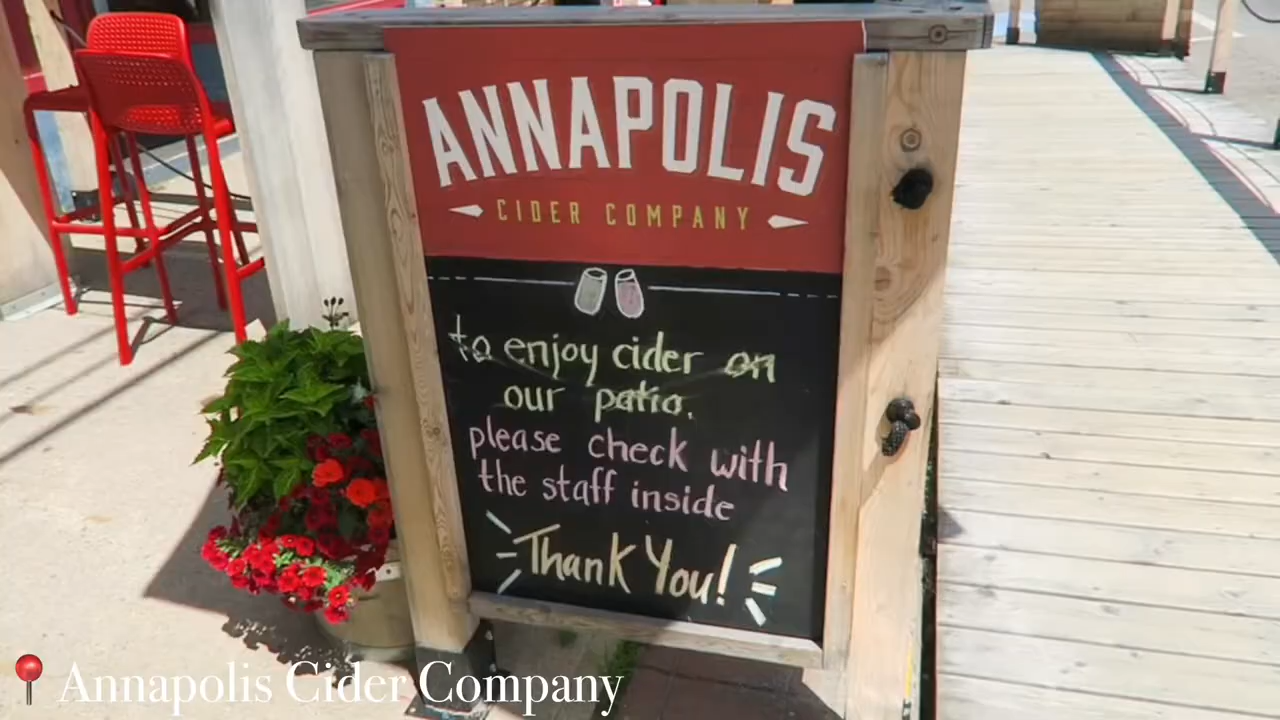 ANNAPOLIS
CIDER COMPANY
to enjoy cider on
our patio.
please check with
the staff inside
Thank You!
Annapolis Cider Company